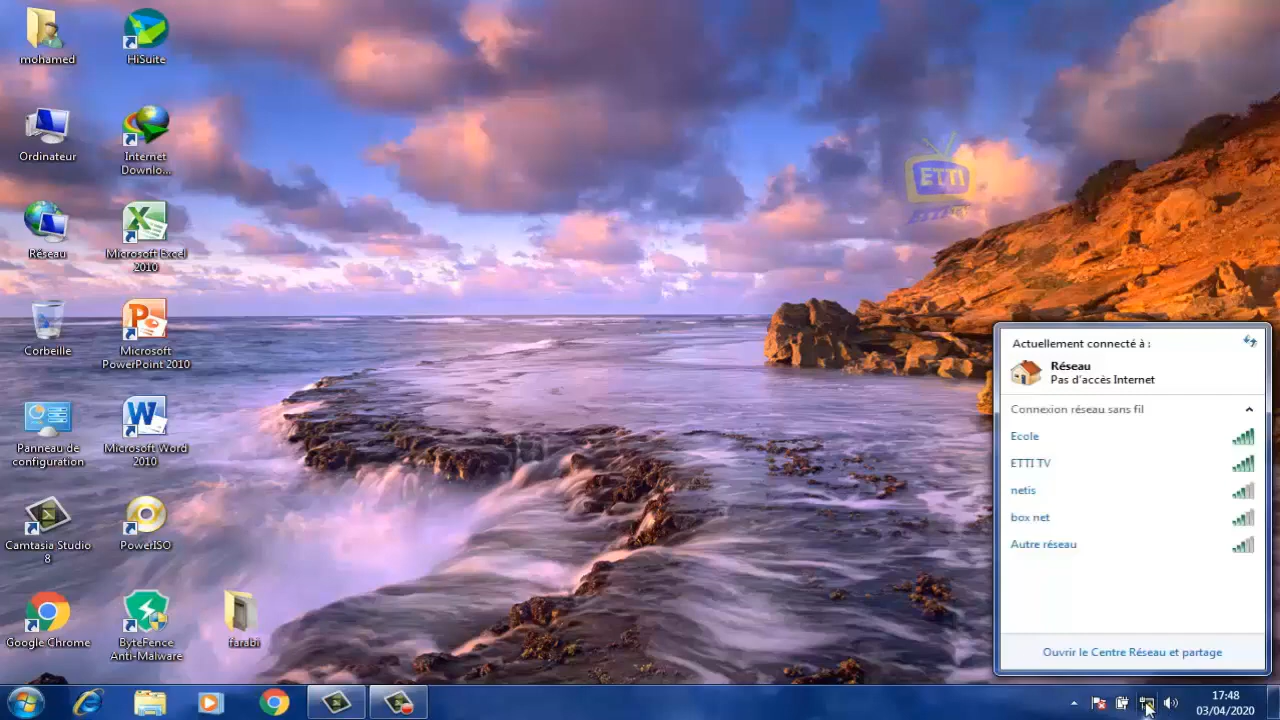 mohamed
HiSuite
Ordinateur
Internet
Downlo...
Réseau
Microsoft Excel
2010
Corbeille
Microsoft
PowerPoint 2010
Panneau de
configuration
Microsoft Word
2010
Camtasia Studio
8
PowerISO
Google Chrome
ByteFence
Anti-Malware
farabi
ETTI
Actuellement connecté à :
Réseau
Pas d'accès Internet
Connexion réseau sans fil
Ecole
ETTI TV
netis
box net
Autre réseau
Ouvrir le Centre Réseau et partage
17:48
03/04/2020